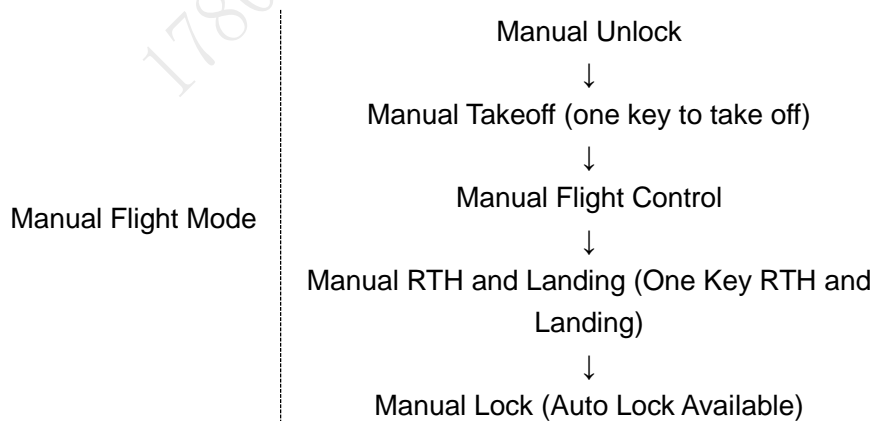 Manual Unlock
↓
Manual Takeoff (one key to take off)
↓
Manual Flight Control
Manual Flight Mode
↓
Manual RTH and Landing (One Key RTH and
Landing)
↓
Manual Lock (Auto Lock Available)